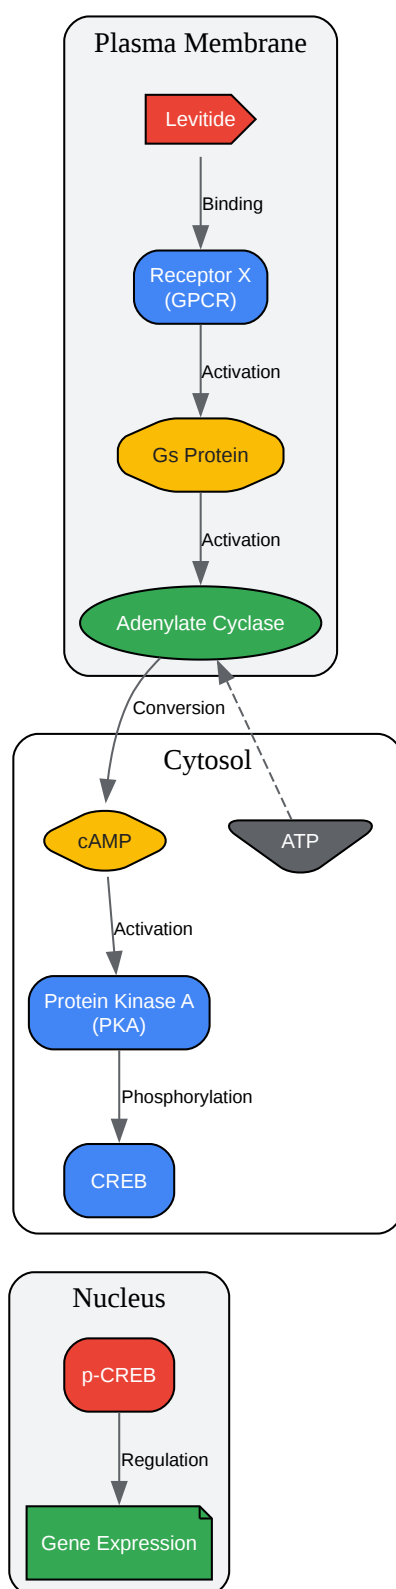 Plasma Membrane
Levitide
Binding
Receptor X
(GPCR)
Activation
Gs Protein
Activation
Adenylate Cyclase
Conversion
Cytosol
cAMP
ATP
Activation
Protein Kinase A
(PKA)
Phosphorylation
CREB
Nucleus
p-CREB
Regulation
Gene Expression